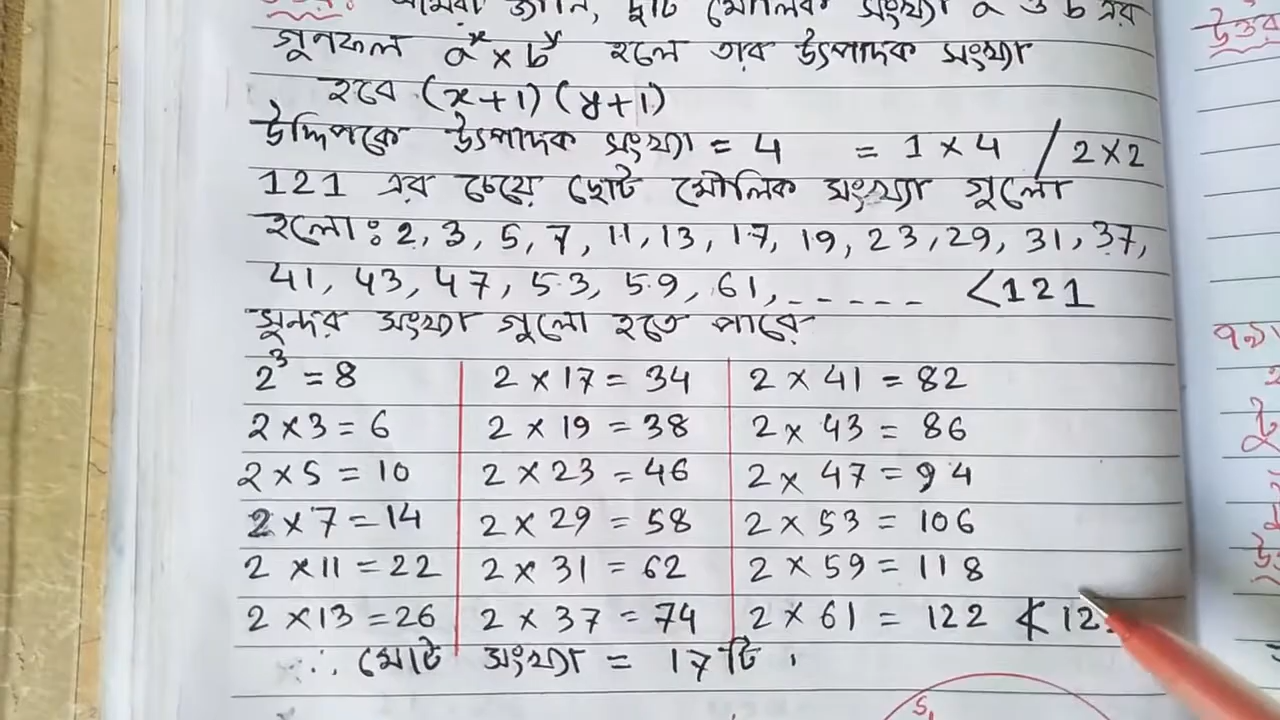 আমরা জানি, দুটি মৌলিক সংখ্যা a ও b এর
গুণফল a^x × b^y হলে তার উৎপাদক সংখ্যা
হবে (x+1) (y+1)
উদ্দিপকে উৎপাদক সংখ্যা = 4 = 1 × 4 / 2 × 2
121 এর চেয়ে ছোট মৌলিক সংখ্যা গুলো
হলো: 2, 3, 5, 7, 11, 13, 17, 19, 23, 29, 31, 37,
41, 43, 47, 53, 59, 61, ----- <121
সুন্দর সংখ্যা গুলো হতে পারে
2^3 = 8 2 × 17 = 34 2 × 41 = 82
2 × 3 = 6 2 × 19 = 38 2 × 43 = 86
2 × 5 = 10 2 × 23 = 46 2 × 47 = 94
2 × 7 = 14 2 × 29 = 58 2 × 53 = 106
2 × 11 = 22 2 × 31 = 62 2 × 59 = 118
2 × 13 = 26 2 × 37 = 74 2 × 61 = 122 ≮
∴ মোট সংখ্যা = 17টি।